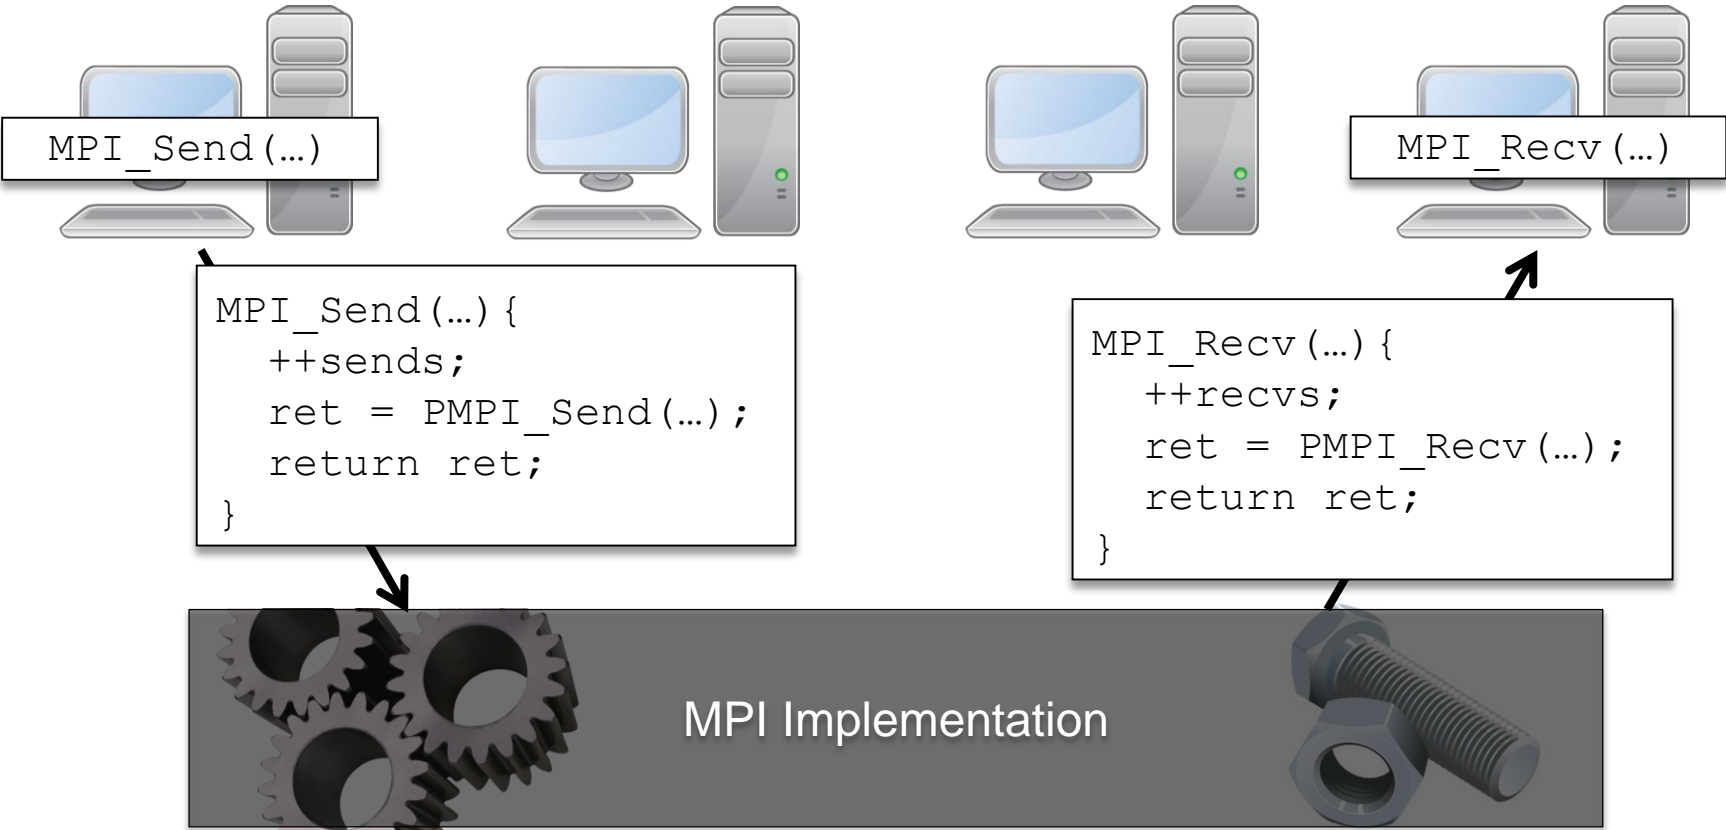 MPI_Send(…)
MPI_Recv(…)
MPI_Send(…){
++sends;
ret = PMPI_Send(…);
return ret;
}
MPI_Recv(…){
++recvs;
ret = PMPI_Recv(…);
return ret;
}
MPI Implementation